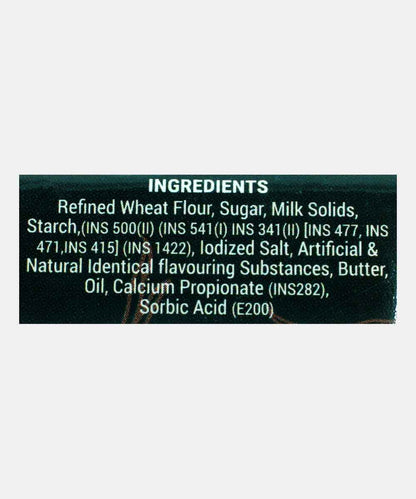 INGREDIENTS
Refined Wheat Flour, Sugar, Milk Solids,
Starch,(INS 500(II) (INS 541(I) INS 341(II) [INS 477, INS
471,INS 415] (INS 1422), Iodized Salt, Artificial &
Natural Identical flavouring Substances, Butter,
Oil, Calcium Propionate (INS282),
Sorbic Acid (E200)